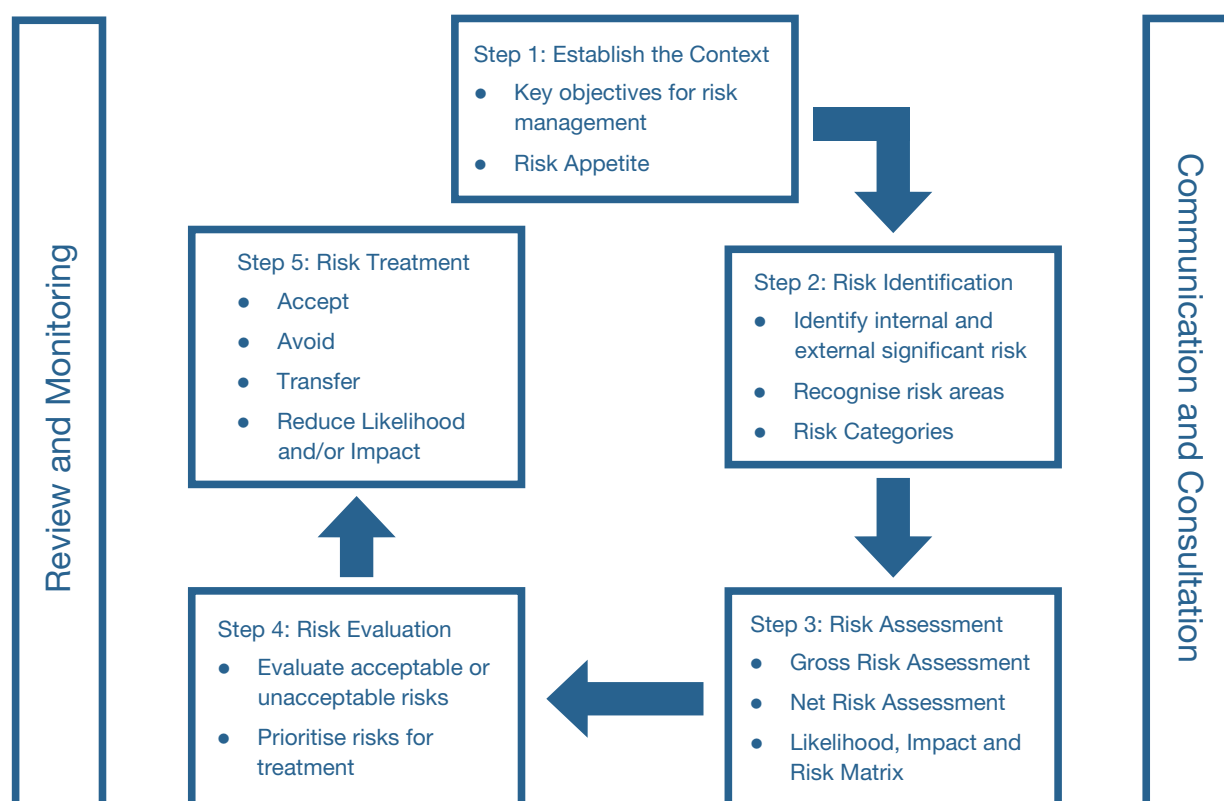 Review and Monitoring
Step 1: Establish the Context
● Key objectives for risk
management
● Risk Appetite
Step 2: Risk Identification
● Identify internal and
external significant risk
● Recognise risk areas
● Risk Categories
Step 3: Risk Assessment
● Gross Risk Assessment
● Net Risk Assessment
● Likelihood, Impact and
Risk Matrix
Step 4: Risk Evaluation
● Evaluate acceptable or
unacceptable risks
● Prioritise risks for
treatment
Step 5: Risk Treatment
● Accept
● Avoid
● Transfer
● Reduce Likelihood
and/or Impact
Communication and Consultation